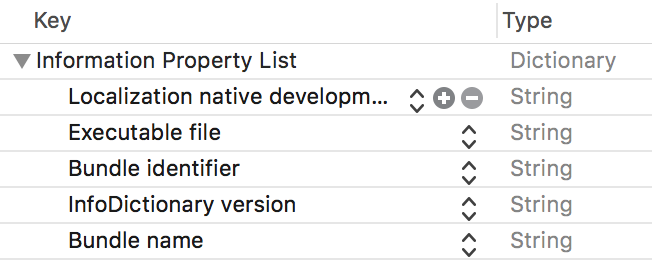 Key Type
Information Property List Dictionary
Localization native developm... String
Executable file String
Bundle identifier String
InfoDictionary version String
Bundle name String